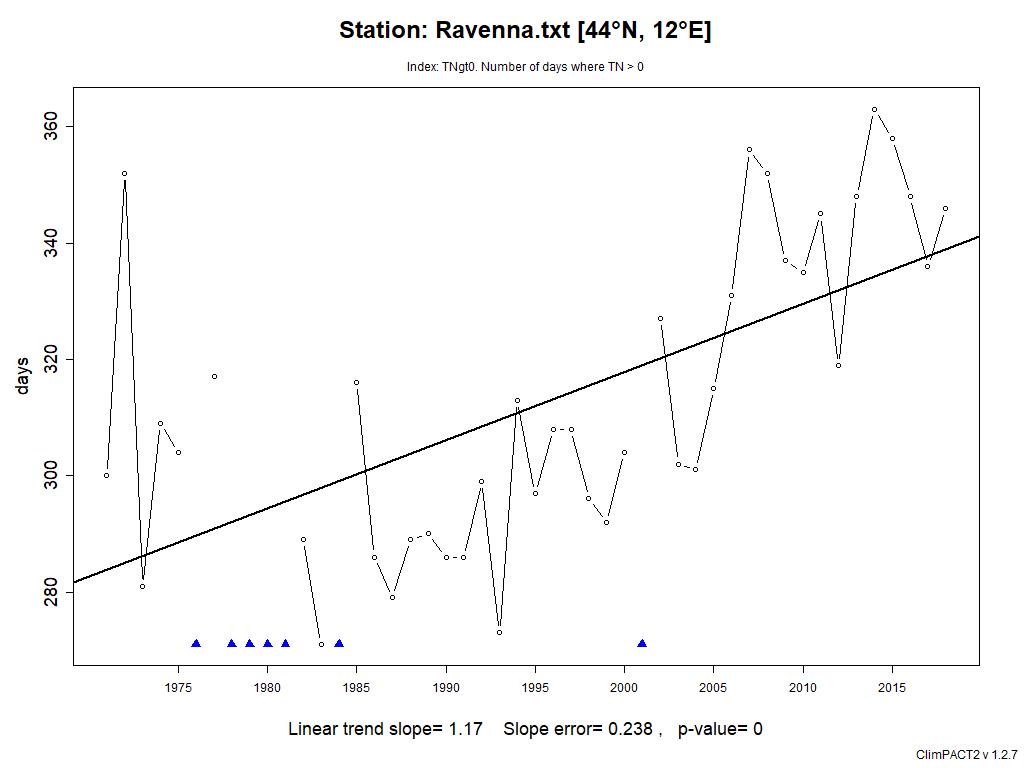 Station: Ravenna.txt [44°N, 12°E]
Index: TNgt0. Number of days where TN > 0
360
340
320
300
280
days
1975 1980 1985 1990 1995 2000 2005 2010 2015
Linear trend slope= 1.17 Slope error= 0.238 , p-value= 0
ClimPACT2 v 1.2.7